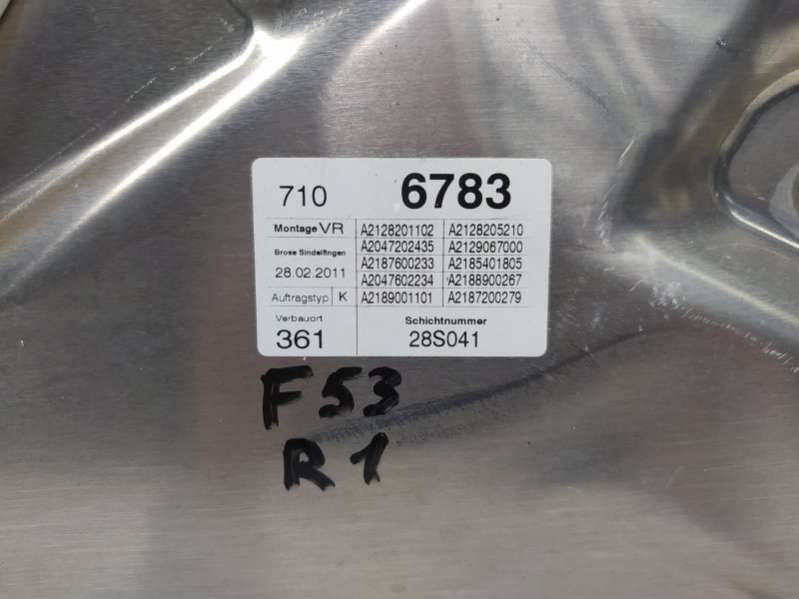 710 6783
Montage VR A2128201102 A2128205210
A2047202435 A2129067000
Brose Sindelfingen
A2187600233 A2185401805
28.02.2011
A2047602234 A2188900267
Auftragstyp K A2189001101 A2187200279
Verbauort Schichtnummer
361 28S041
F53
R1